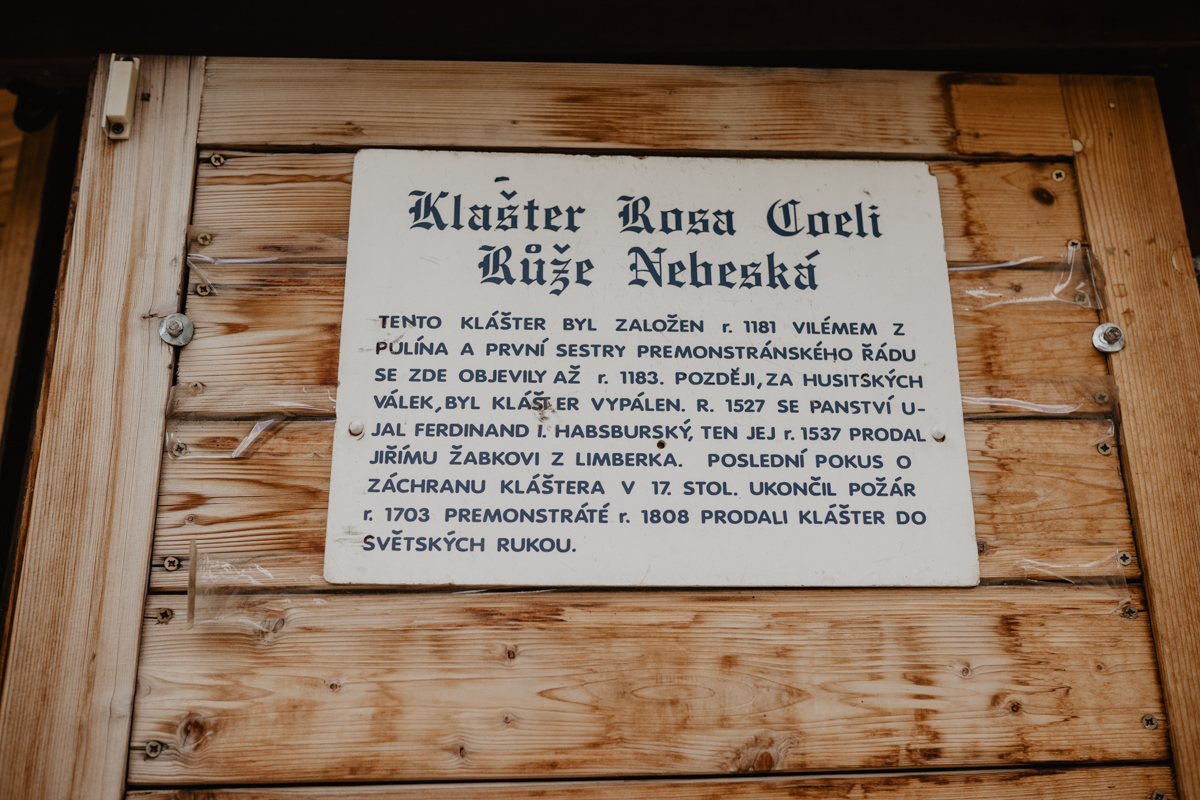 Klášter Rosa Coeli
Růže Nebeská
TENTO KLÁŠTER BYL ZALOŽEN r. 1181 VILÉMEM Z
PULÍNA A PRVNÍ SESTRY PREMONSTRÁNSKÉHO ŘÁDU
SE ZDE OBJEVILY AŽ r. 1183. POZDĚJI, ZA HUSITSKÝCH
VÁLEK, BYL KLÁŠTER VYPÁLEN. R. 1527 SE PANSTVÍ U-
JAL FERDINAND I. HABSBURSKÝ, TEN JEJ r. 1537 PRODAL
JIŘÍMU ŽABKOVI Z LIMBERKA. POSLEDNÍ POKUS O
ZÁCHRANU KLÁŠTERA V 17. STOL. UKONČIL POŽÁR
r. 1703 PREMONSTRÁTÉ r. 1808 PRODALI KLÁŠTER DO
SVĚTSKÝCH RUKOU.